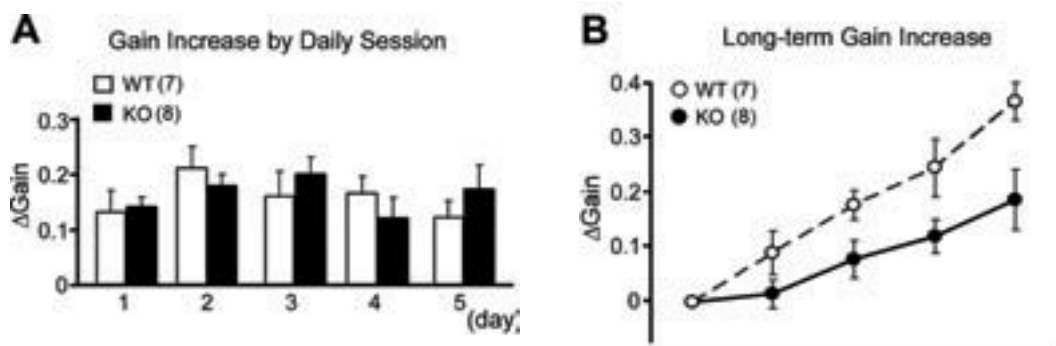 A
Gain Increase by Daily Session
WT (7)
KO (8)
0.3
0.2
0.1
0
ΔGain
1 2 3 4 5
(day)
B
Long-term Gain Increase
WT (7)
KO (8)
0.4
0.3
0.2
0.1
0
ΔGain